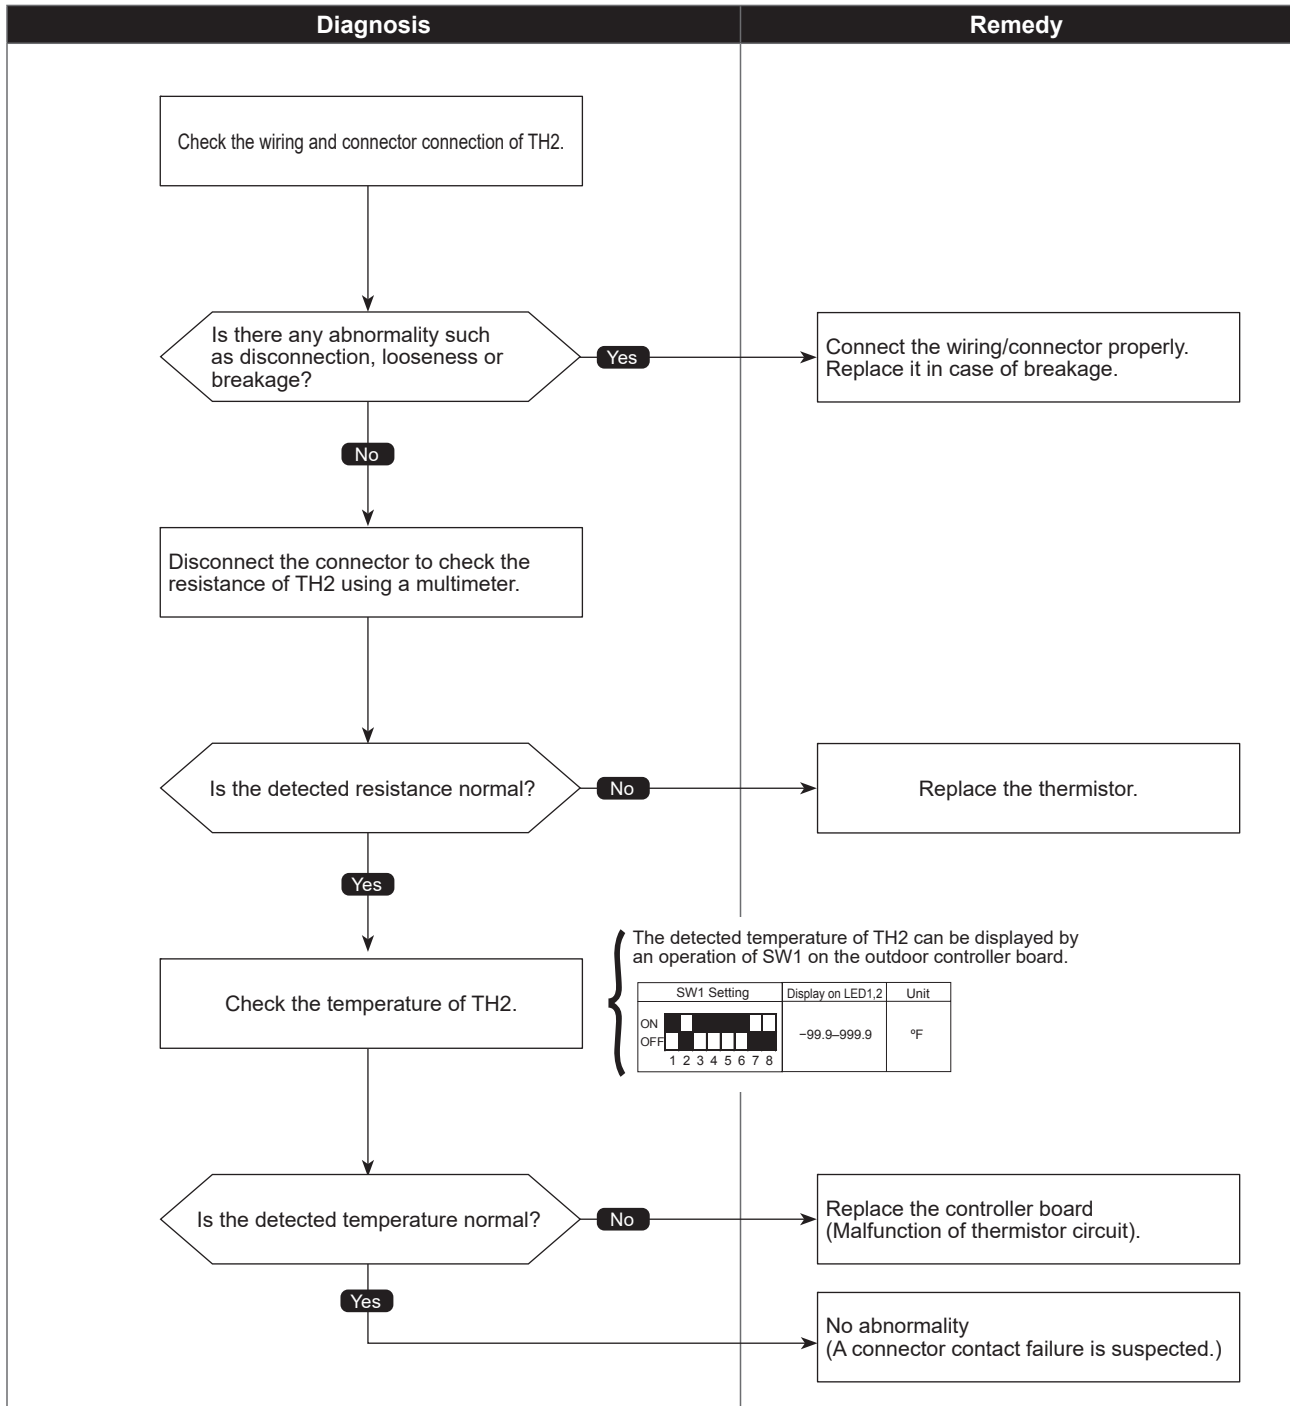 Diagnosis
Remedy
Check the wiring and connector connection of TH2.
Is there any abnormality such
as disconnection, looseness or
breakage?
Yes
Connect the wiring/connector properly.
Replace it in case of breakage.
No
Disconnect the connector to check the
resistance of TH2 using a multimeter.
Is the detected resistance normal?
No
Replace the thermistor.
Yes
The detected temperature of TH2 can be displayed by
an operation of SW1 on the outdoor controller board.
Check the temperature of TH2.
SW1 Setting
Display on LED1,2
Unit
ON
OFF
1 2 3 4 5 6 7 8
−99.9–999.9
°F
Is the detected temperature normal?
No
Replace the controller board
(Malfunction of thermistor circuit).
Yes
No abnormality
(A connector contact failure is suspected.)